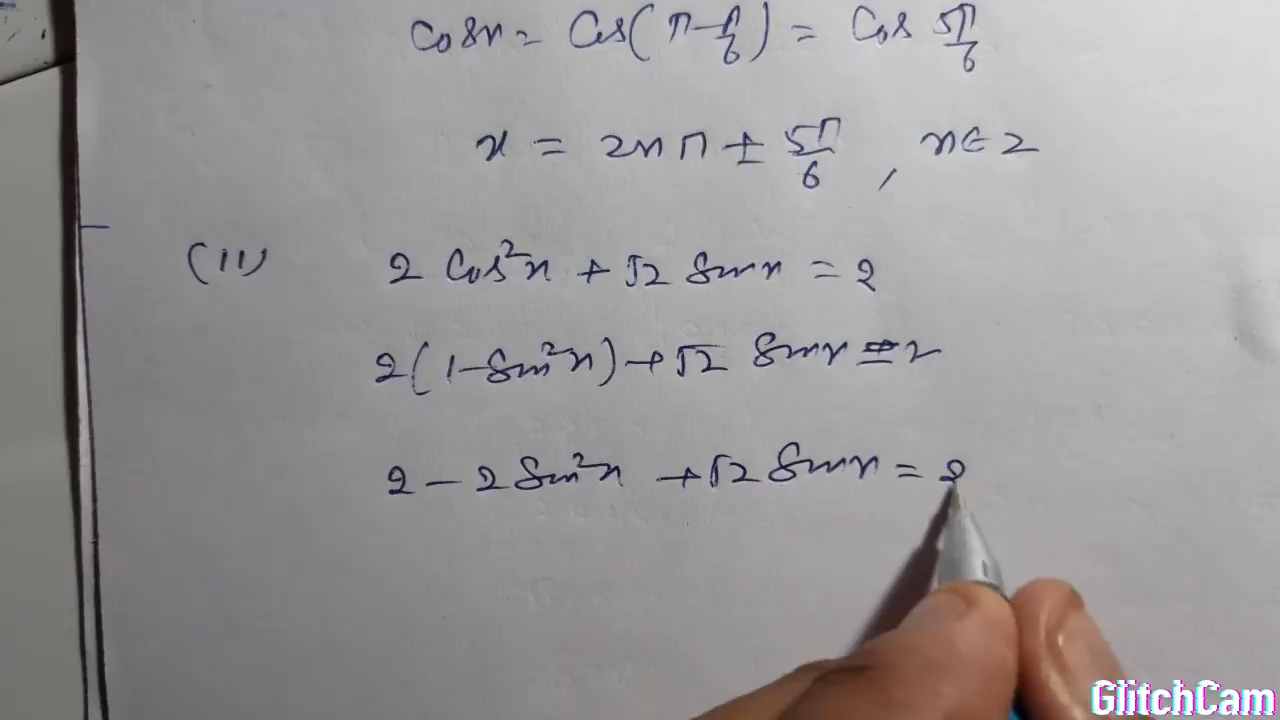 cos x = cos(π-π/6) = cos 5π/6
x = 2nπ ± 5π/6 , n∈Z
(11) 2 cos²x + √2 sin x = 2
2(1-sin²x) + √2 sin x = 2
2 - 2 sin²x + √2 sin x = 2
GlitchCam